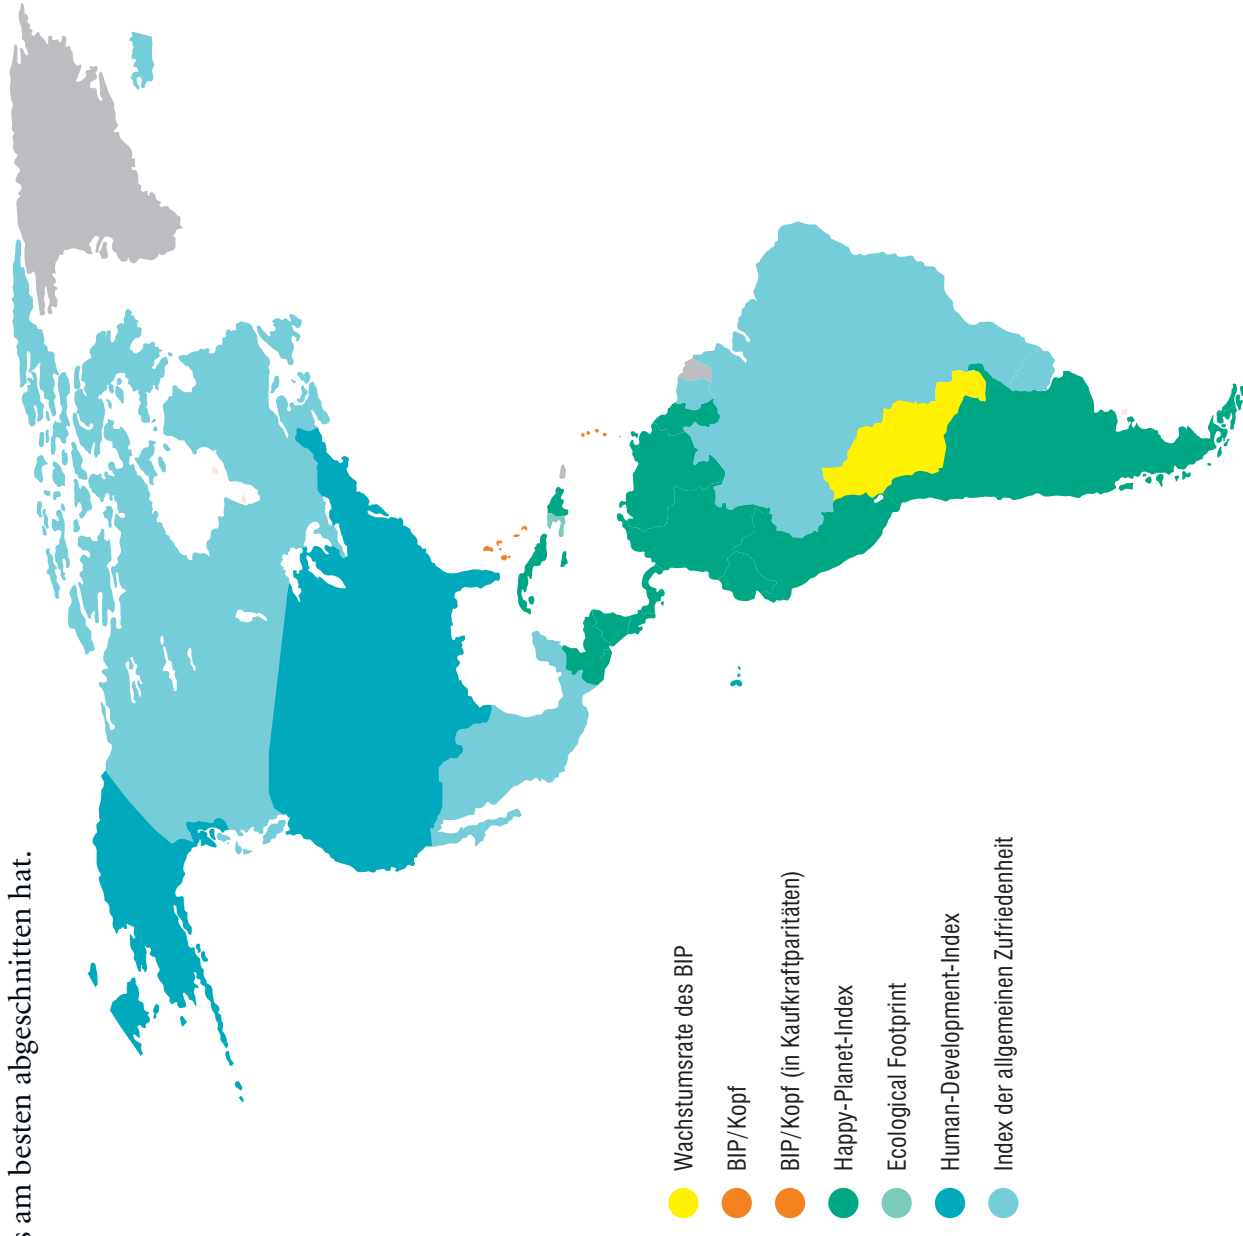 s am besten abgeschnitten hat.
Wachstumsrate des BIP
BIP/Kopf
BIP/Kopf (in Kaufkraftparitäten)
Happy-Planet-Index
Ecological Footprint
Human-Development-Index
Index der allgemeinen Zufriedenheit